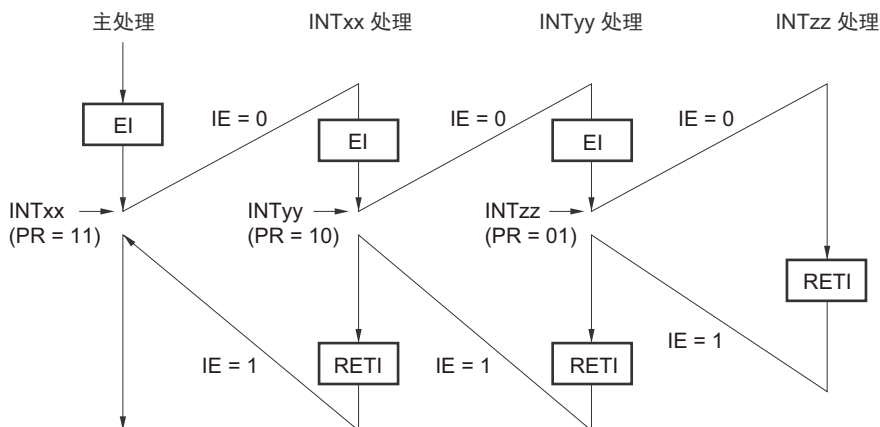 主处理 INTxx 处理 INTyy 处理 INTzz 处理
EI IE = 0 EI IE = 0 EI IE = 0
INTxx INTyy INTzz
(PR = 11) (PR = 10) (PR = 01)
RETI
IE = 1 RETI IE = 1 RETI IE = 1